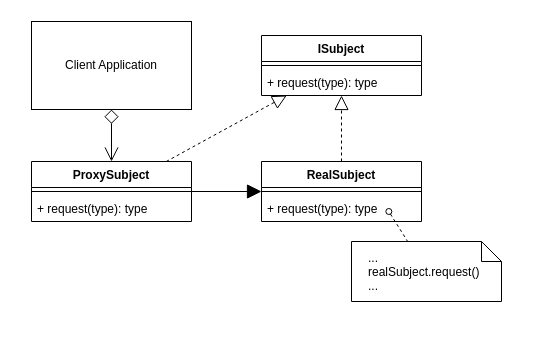 Client Application
ISubject
+ request(type): type
ProxySubject
+ request(type): type
RealSubject
+ request(type): type
...
realSubject.request()
...